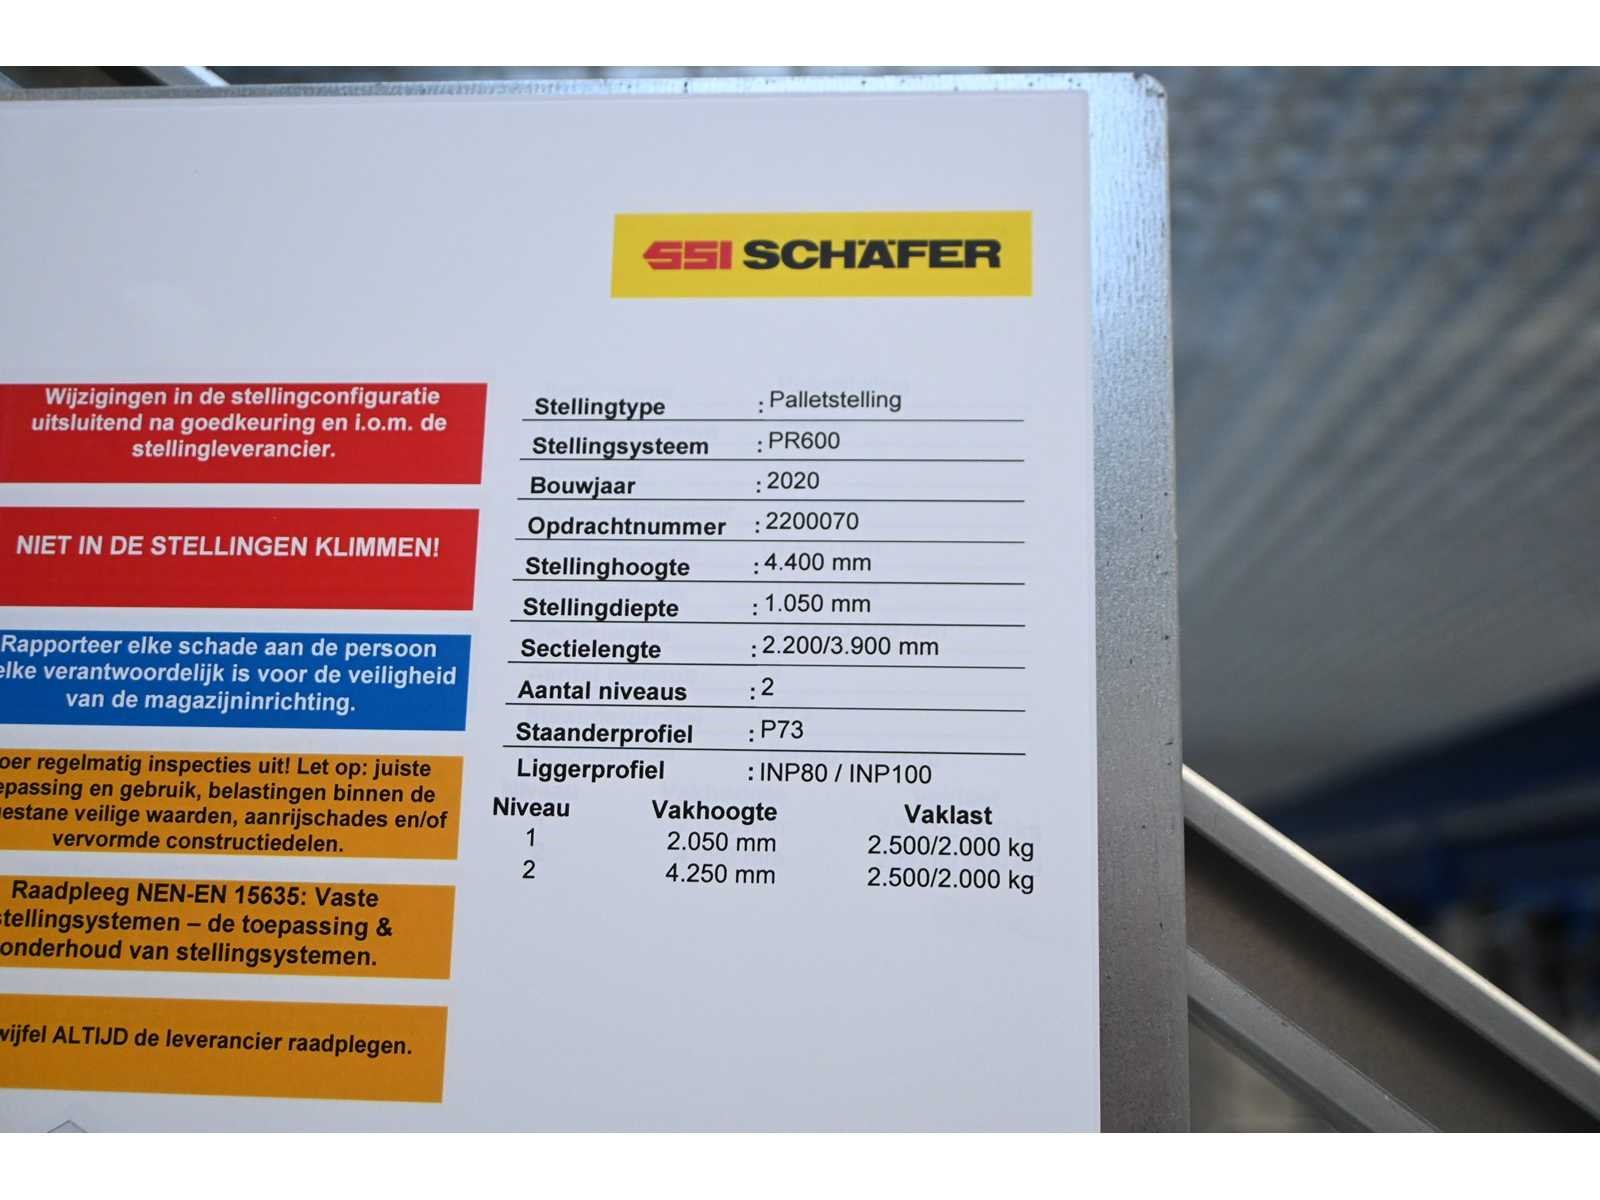 SSI SCHÄFER
Wijzigingen in de stellingconfiguratie
uitsluitend na goedkeuring en i.o.m. de
stellingleverancier.
NIET IN DE STELLINGEN KLIMMEN!
Rapporteer elke schade aan de persoon
verantwoordelijk is voor de veiligheid
van de magazijninrichting.
regelmatig inspecties uit! Let op: juiste
en gebruik, belastingen binnen de
veilige waarden, aanrijschades en/of
vervormde constructiedelen.
Raadpleeg NEN-EN 15635: Vaste
stellingsystemen – de toepassing &
onderhoud van stellingsystemen.
ALTIJD de leverancier raadplegen.
Stellingtype : Palletstelling
Stellingsysteem : PR600
Bouwjaar : 2020
Opdrachtnummer : 2200070
Stellinghoogte : 4.400 mm
Stellingdiepte : 1.050 mm
Sectielengte : 2.200/3.900 mm
Aantal niveaus : 2
Staanderprofiel : P73
Liggerprofiel : INP80 / INP100
Niveau Vakhoogte Vaklast
1 2.050 mm 2.500/2.000 kg
2 4.250 mm 2.500/2.000 kg